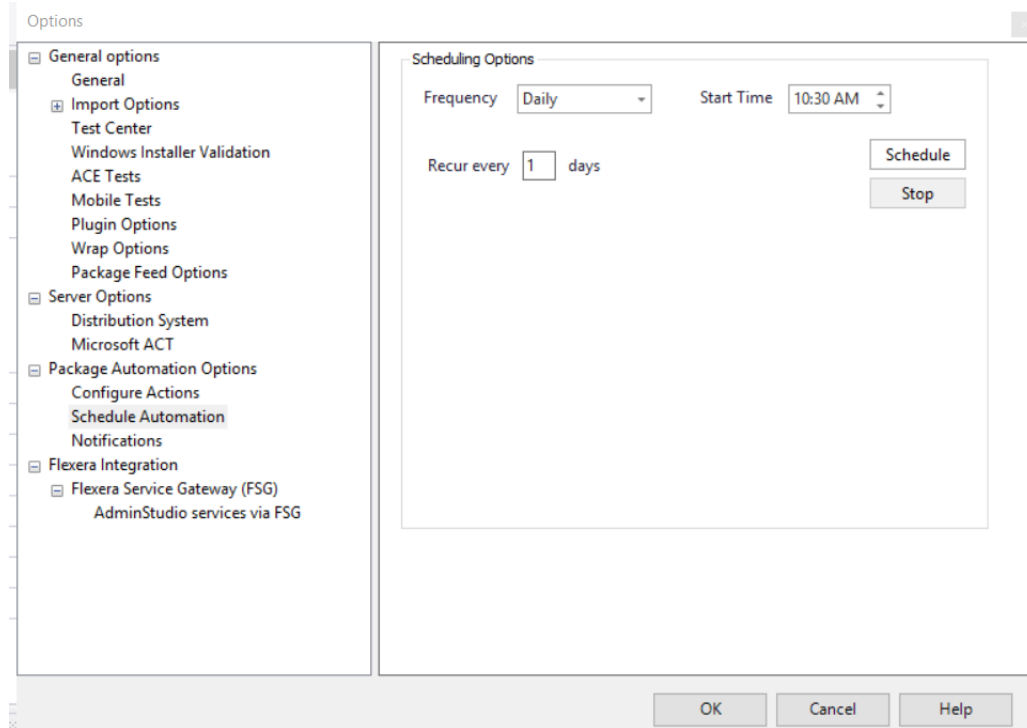 Options
General options
General
Import Options
Test Center
Windows Installer Validation
ACE Tests
Mobile Tests
Plugin Options
Wrap Options
Package Feed Options
Server Options
Distribution System
Microsoft ACT
Package Automation Options
Configure Actions
Schedule Automation
Notifications
Flexera Integration
Flexera Service Gateway (FSG)
AdminStudio services via FSG
Scheduling Options
Frequency Daily Start Time 10:30 AM
Recur every 1 days
Schedule
Stop
OK Cancel Help